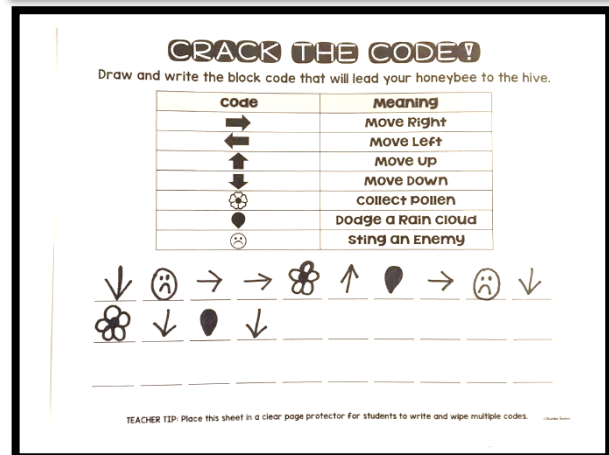 CRACK THE CODE!
Draw and write the block code that will lead your honeybee to the hive.
Code Meaning
➡ Move Right
⬅ Move Left
⬆ Move Up
⬇ Move Down
Collect Pollen
Dodge a Rain Cloud
Sting an Enemy
↓ ☹ → → ↑ → ☹ ↓
↓ ↓
TEACHER TIP: Place this sheet in a clear page protector for students to write and wipe multiple codes.